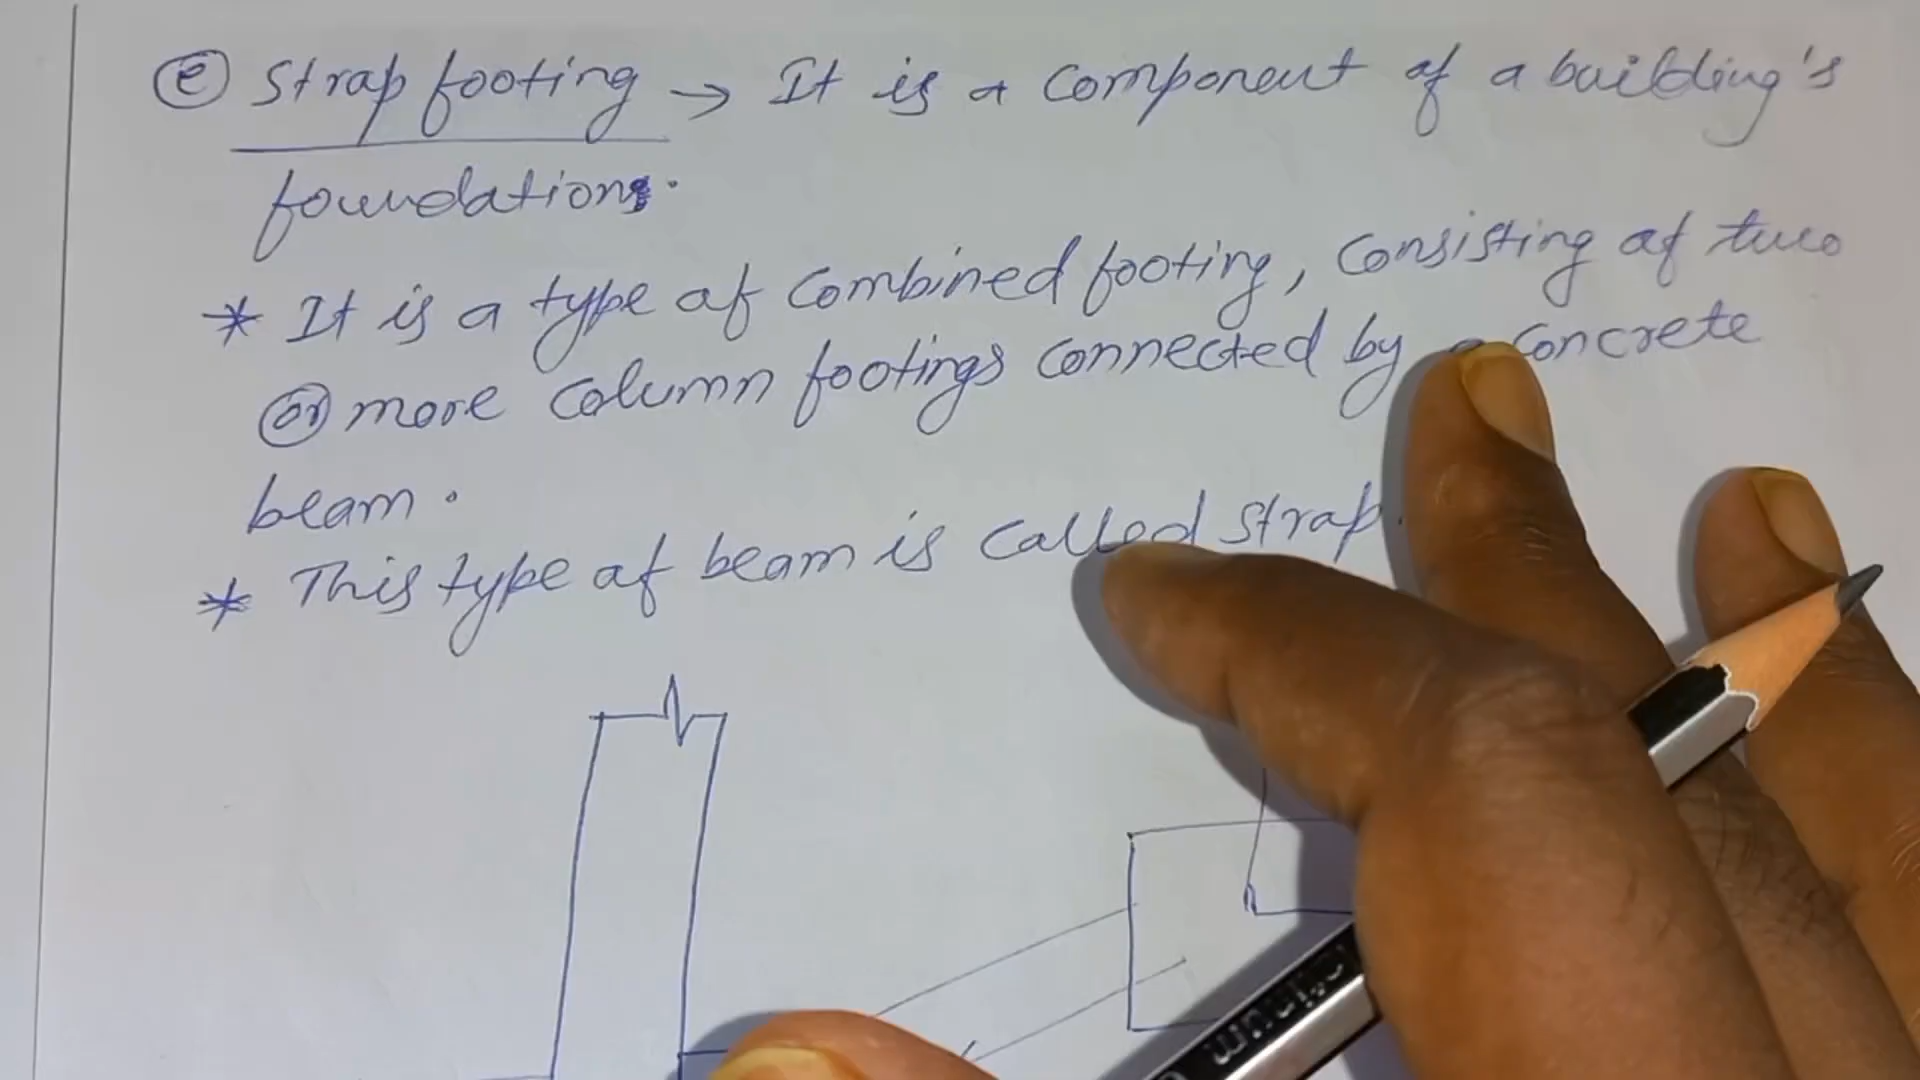 (e) Strap footing → It is a component of a building's
foundation.
* It is a type of combined footing, consisting of two
(or) more column footings connected by a concrete
beam.
* This type of beam is called strap.